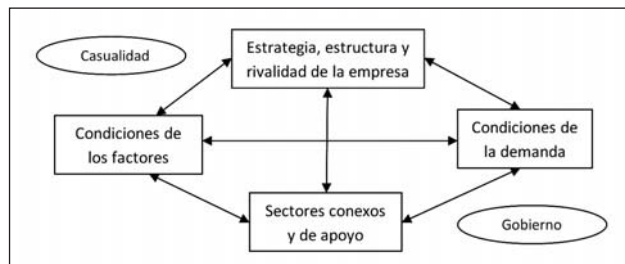 Casualidad
Estrategia, estructura y
rivalidad de la empresa
Condiciones de
los factores
Condiciones de
la demanda
Sectores conexos
y de apoyo
Gobierno